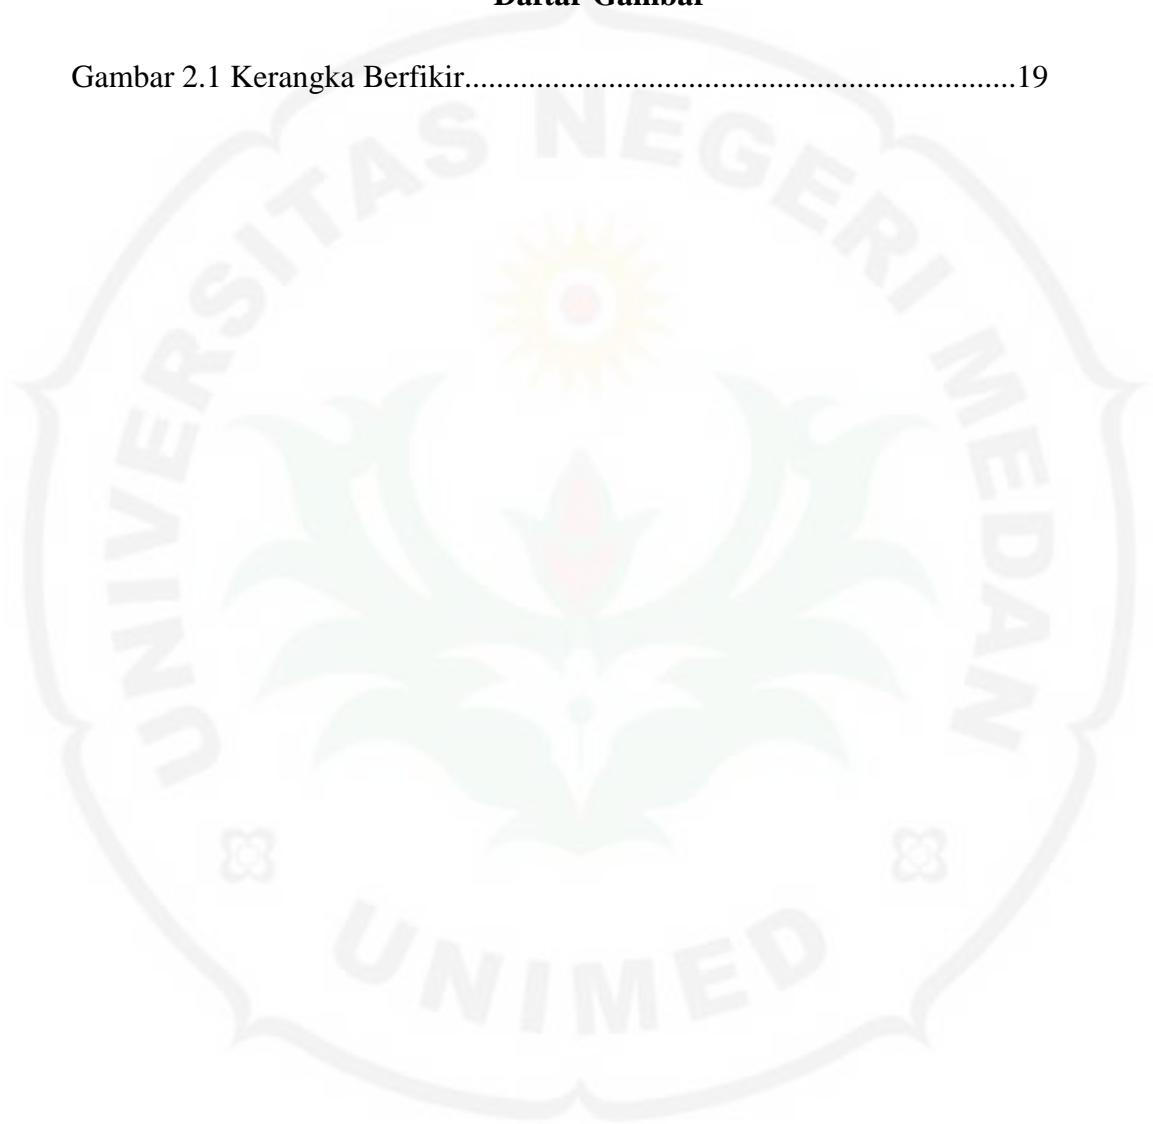 Daftar Gambar
Gambar 2.1 Kerangka Berfikir....................................................................19
UNIVERSITAS NEGERI MEDAN
UNIMED